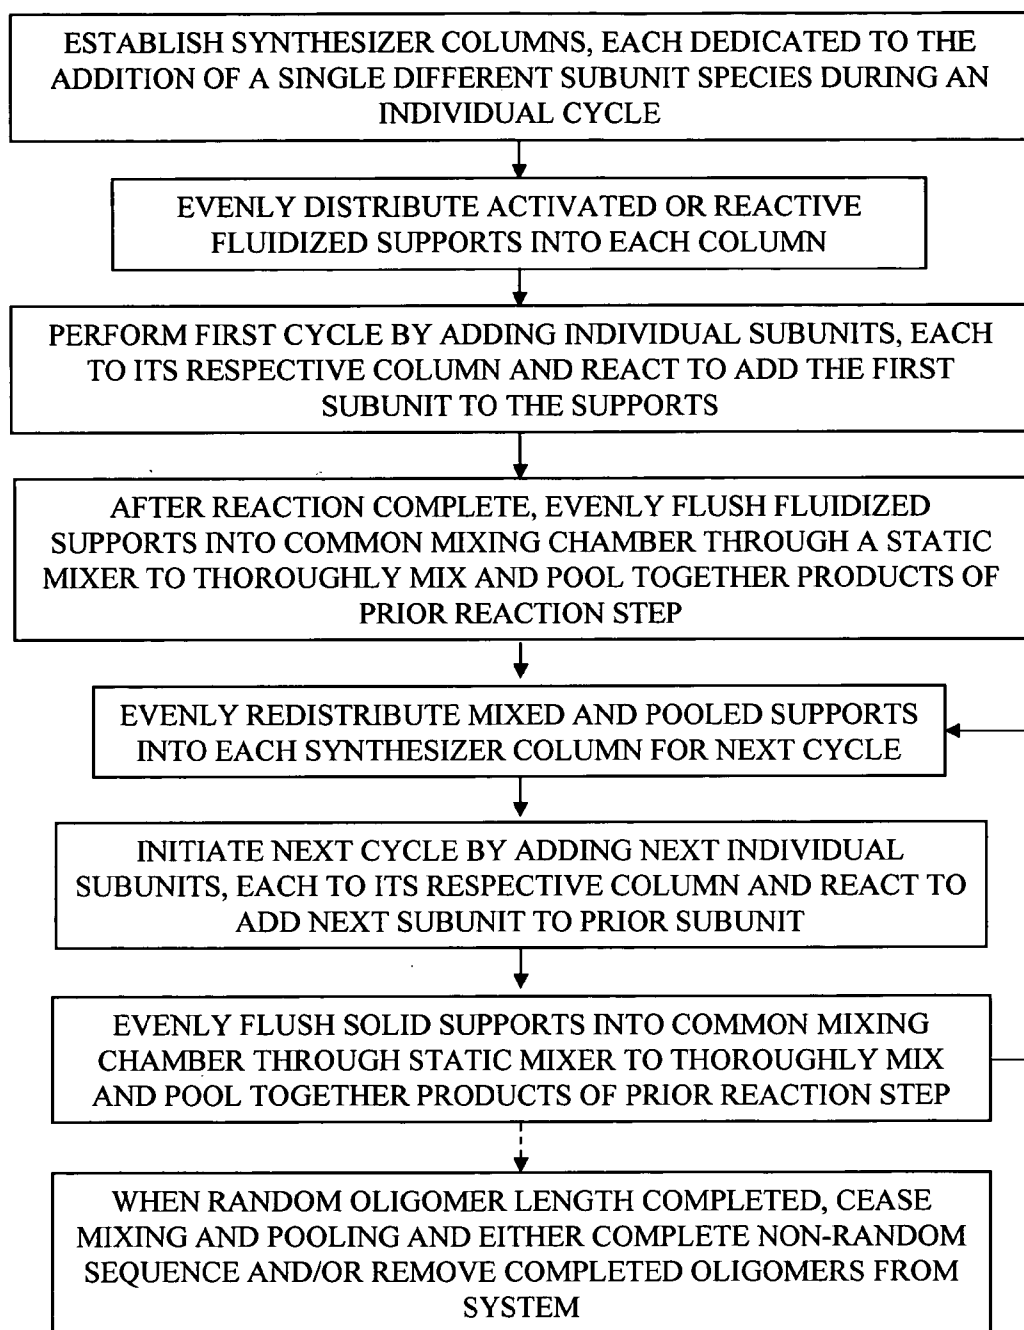 ESTABLISH SYNTHESIZER COLUMNS, EACH DEDICATED TO THE
ADDITION OF A SINGLE DIFFERENT SUBUNIT SPECIES DURING AN
INDIVIDUAL CYCLE
EVENLY DISTRIBUTE ACTIVATED OR REACTIVE
FLUIDIZED SUPPORTS INTO EACH COLUMN
PERFORM FIRST CYCLE BY ADDING INDIVIDUAL SUBUNITS, EACH
TO ITS RESPECTIVE COLUMN AND REACT TO ADD THE FIRST
SUBUNIT TO THE SUPPORTS
AFTER REACTION COMPLETE, EVENLY FLUSH FLUIDIZED
SUPPORTS INTO COMMON MIXING CHAMBER THROUGH A STATIC
MIXER TO THOROUGHLY MIX AND POOL TOGETHER PRODUCTS OF
PRIOR REACTION STEP
EVENLY REDISTRIBUTE MIXED AND POOLED SUPPORTS
INTO EACH SYNTHESIZER COLUMN FOR NEXT CYCLE
INITIATE NEXT CYCLE BY ADDING NEXT INDIVIDUAL
SUBUNITS, EACH TO ITS RESPECTIVE COLUMN AND REACT TO
ADD NEXT SUBUNIT TO PRIOR SUBUNIT
EVENLY FLUSH SOLID SUPPORTS INTO COMMON MIXING
CHAMBER THROUGH STATIC MIXER TO THOROUGHLY MIX
AND POOL TOGETHER PRODUCTS OF PRIOR REACTION STEP
WHEN RANDOM OLIGOMER LENGTH COMPLETED, CEASE
MIXING AND POOLING AND EITHER COMPLETE NON-RANDOM
SEQUENCE AND/OR REMOVE COMPLETED OLIGOMERS FROM
SYSTEM